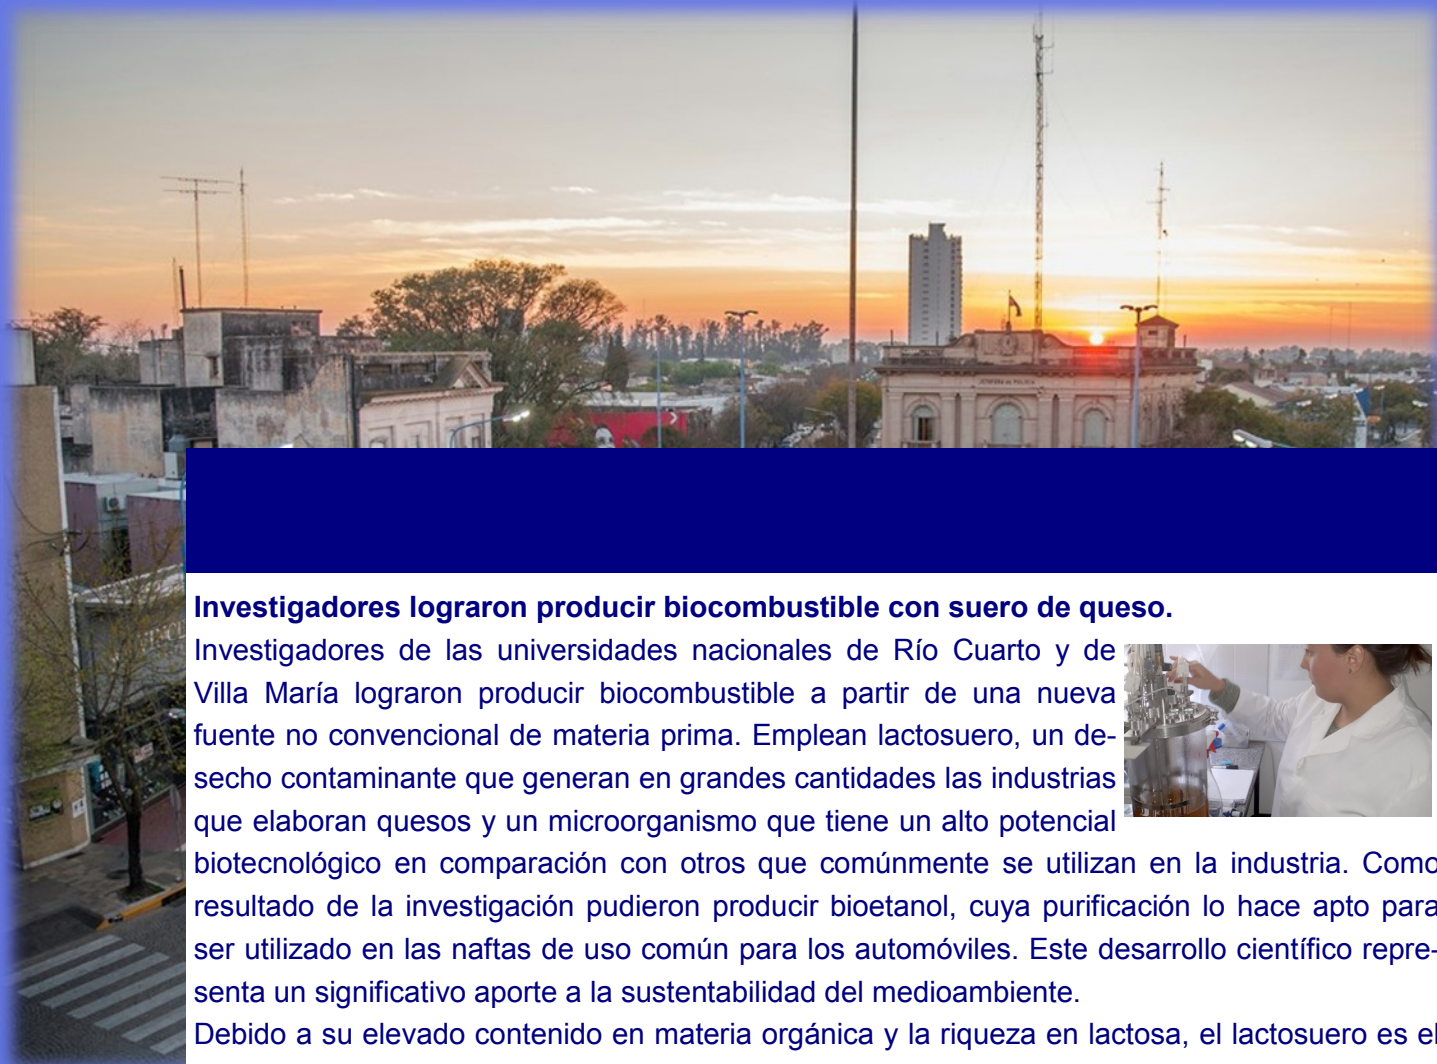 JEFATURA DE POLICIA
Investigadores lograron producir biocombustible con suero de queso.
Investigadores de las universidades nacionales de Río Cuarto y de
Villa María lograron producir biocombustible a partir de una nueva
fuente no convencional de materia prima. Emplean lactosuero, un de-
secho contaminante que generan en grandes cantidades las industrias
que elaboran quesos y un microorganismo que tiene un alto potencial
biotecnológico en comparación con otros que comúnmente se utilizan en la industria. Como
resultado de la investigación pudieron producir bioetanol, cuya purificación lo hace apto para
ser utilizado en las naftas de uso común para los automóviles. Este desarrollo científico repre-
senta un significativo aporte a la sustentabilidad del medioambiente.
Debido a su elevado contenido en materia orgánica y la riqueza en lactosa, el lactosuero es el